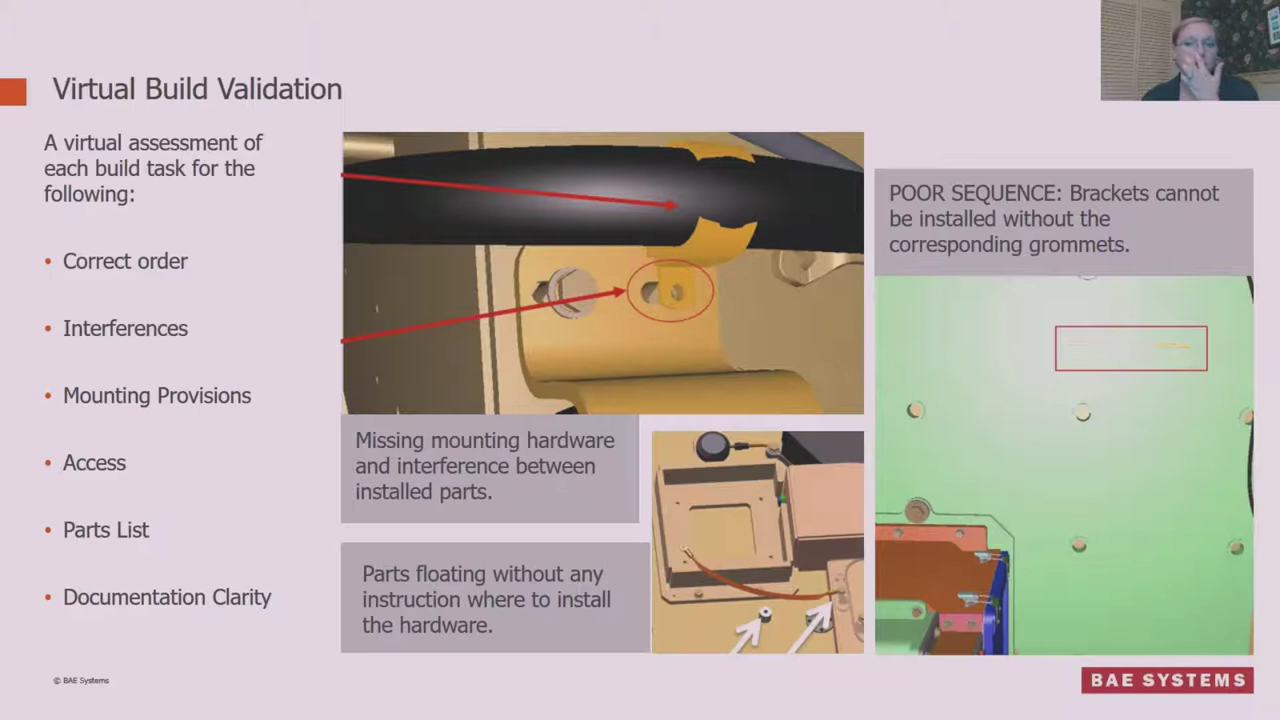 Virtual Build Validation
A virtual assessment of
each build task for the
following:
• Correct order
• Interferences
• Mounting Provisions
• Access
• Parts List
• Documentation Clarity
Missing mounting hardware
and interference between
installed parts.
Parts floating without any
instruction where to install
the hardware.
POOR SEQUENCE: Brackets cannot
be installed without the
corresponding grommets.
© BAE Systems
BAE SYSTEMS